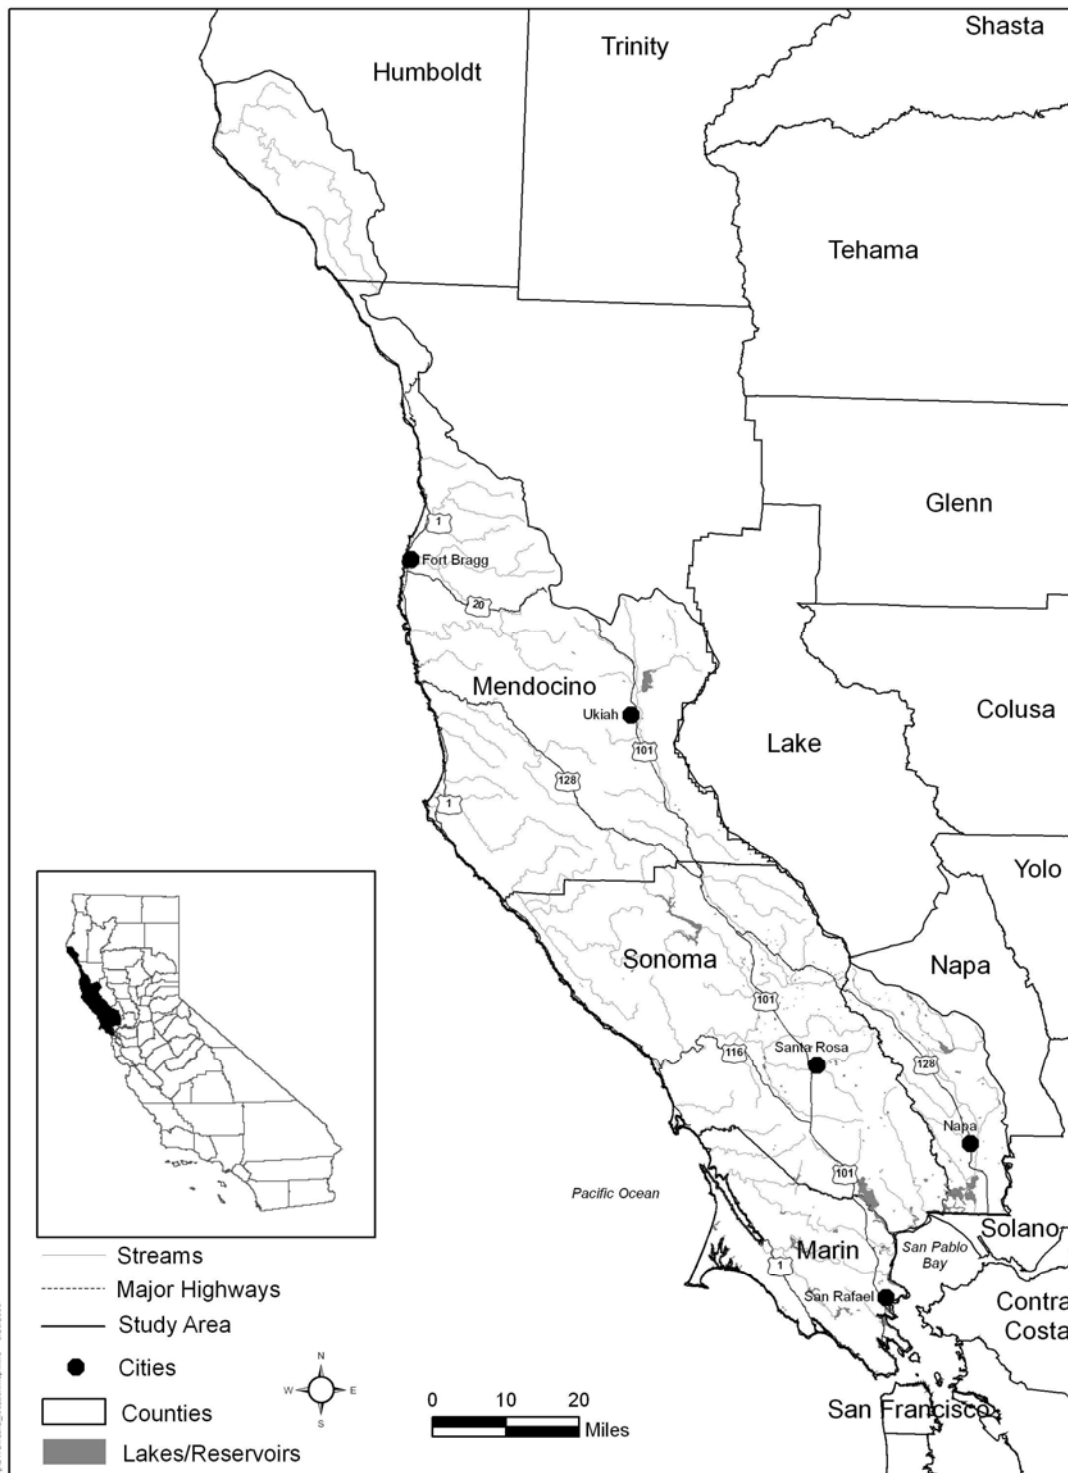 Shasta
Trinity
Humboldt
Tehama
Glenn
1
Fort Bragg
20
Mendocino
Colusa
Ukiah
Lake
101
128
1
Yolo
Sonoma
Napa
101
Santa Rosa
116
128
Napa
101
Pacific Ocean
Solano
Marin
San Pablo
Bay
1
San Rafael
Contra
Costa
San Francisco
Streams
Major Highways
Study Area
Cities
Counties
Lakes/Reservoirs
N
W
E
S
0
10
20
Miles